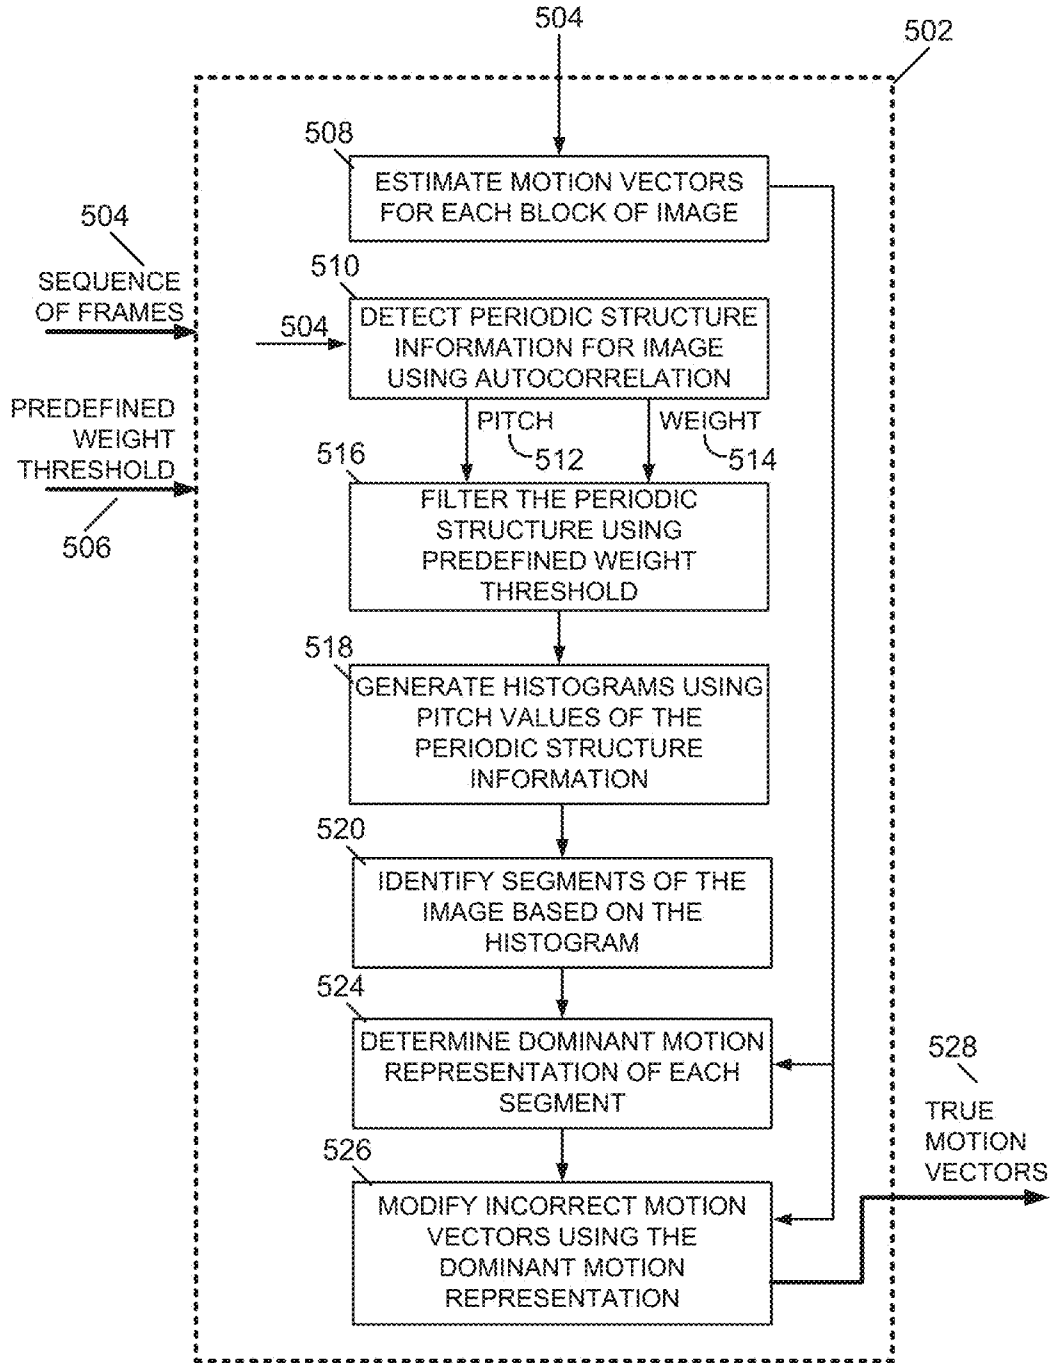 504
502
508
ESTIMATE MOTION VECTORS
FOR EACH BLOCK OF IMAGE
504
SEQUENCE
OF FRAMES
510
504
DETECT PERIODIC STRUCTURE
INFORMATION FOR IMAGE
USING AUTOCORRELATION
PREDEFINED
WEIGHT
THRESHOLD
506
PITCH
512
WEIGHT
514
516
FILTER THE PERIODIC
STRUCTURE USING
PREDEFINED WEIGHT
THRESHOLD
518
GENERATE HISTOGRAMS USING
PITCH VALUES OF THE
PERIODIC STRUCTURE
INFORMATION
520
IDENTIFY SEGMENTS OF THE
IMAGE BASED ON THE
HISTOGRAM
524
DETERMINE DOMINANT MOTION
REPRESENTATION OF EACH
SEGMENT
526
MODIFY INCORRECT MOTION
VECTORS USING THE
DOMINANT MOTION
REPRESENTATION
528
TRUE
MOTION
VECTORS